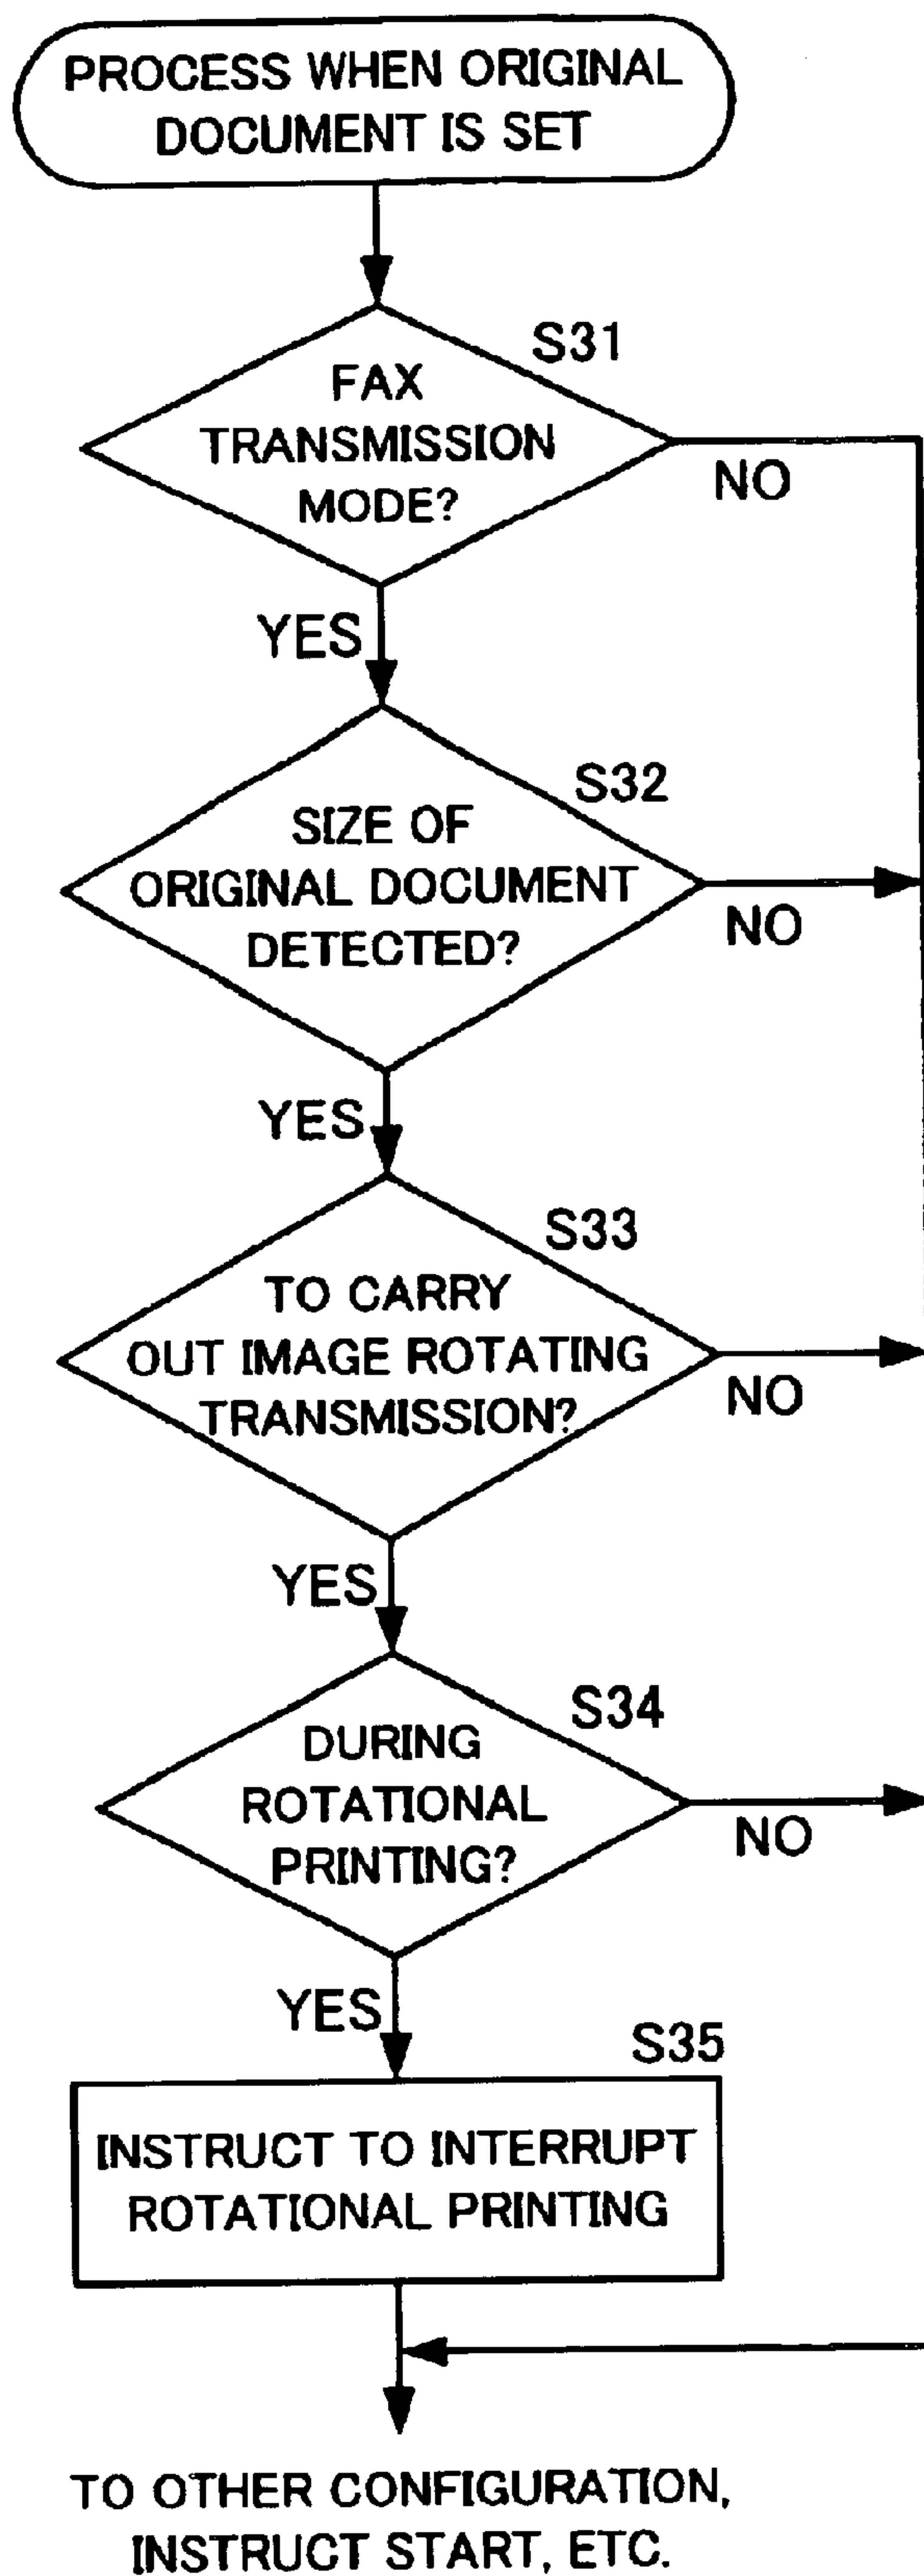 PROCESS WHEN ORIGINAL
DOCUMENT IS SET
S31
FAX
TRANSMISSION
MODE?
NO
YES
S32
SIZE OF
ORIGINAL DOCUMENT
DETECTED?
NO
YES
S33
TO CARRY
OUT IMAGE ROTATING
TRANSMISSION?
NO
YES
S34
DURING
ROTATIONAL
PRINTING?
NO
YES
S35
INSTRUCT TO INTERRUPT
ROTATIONAL PRINTING
TO OTHER CONFIGURATION,
INSTRUCT START, ETC.